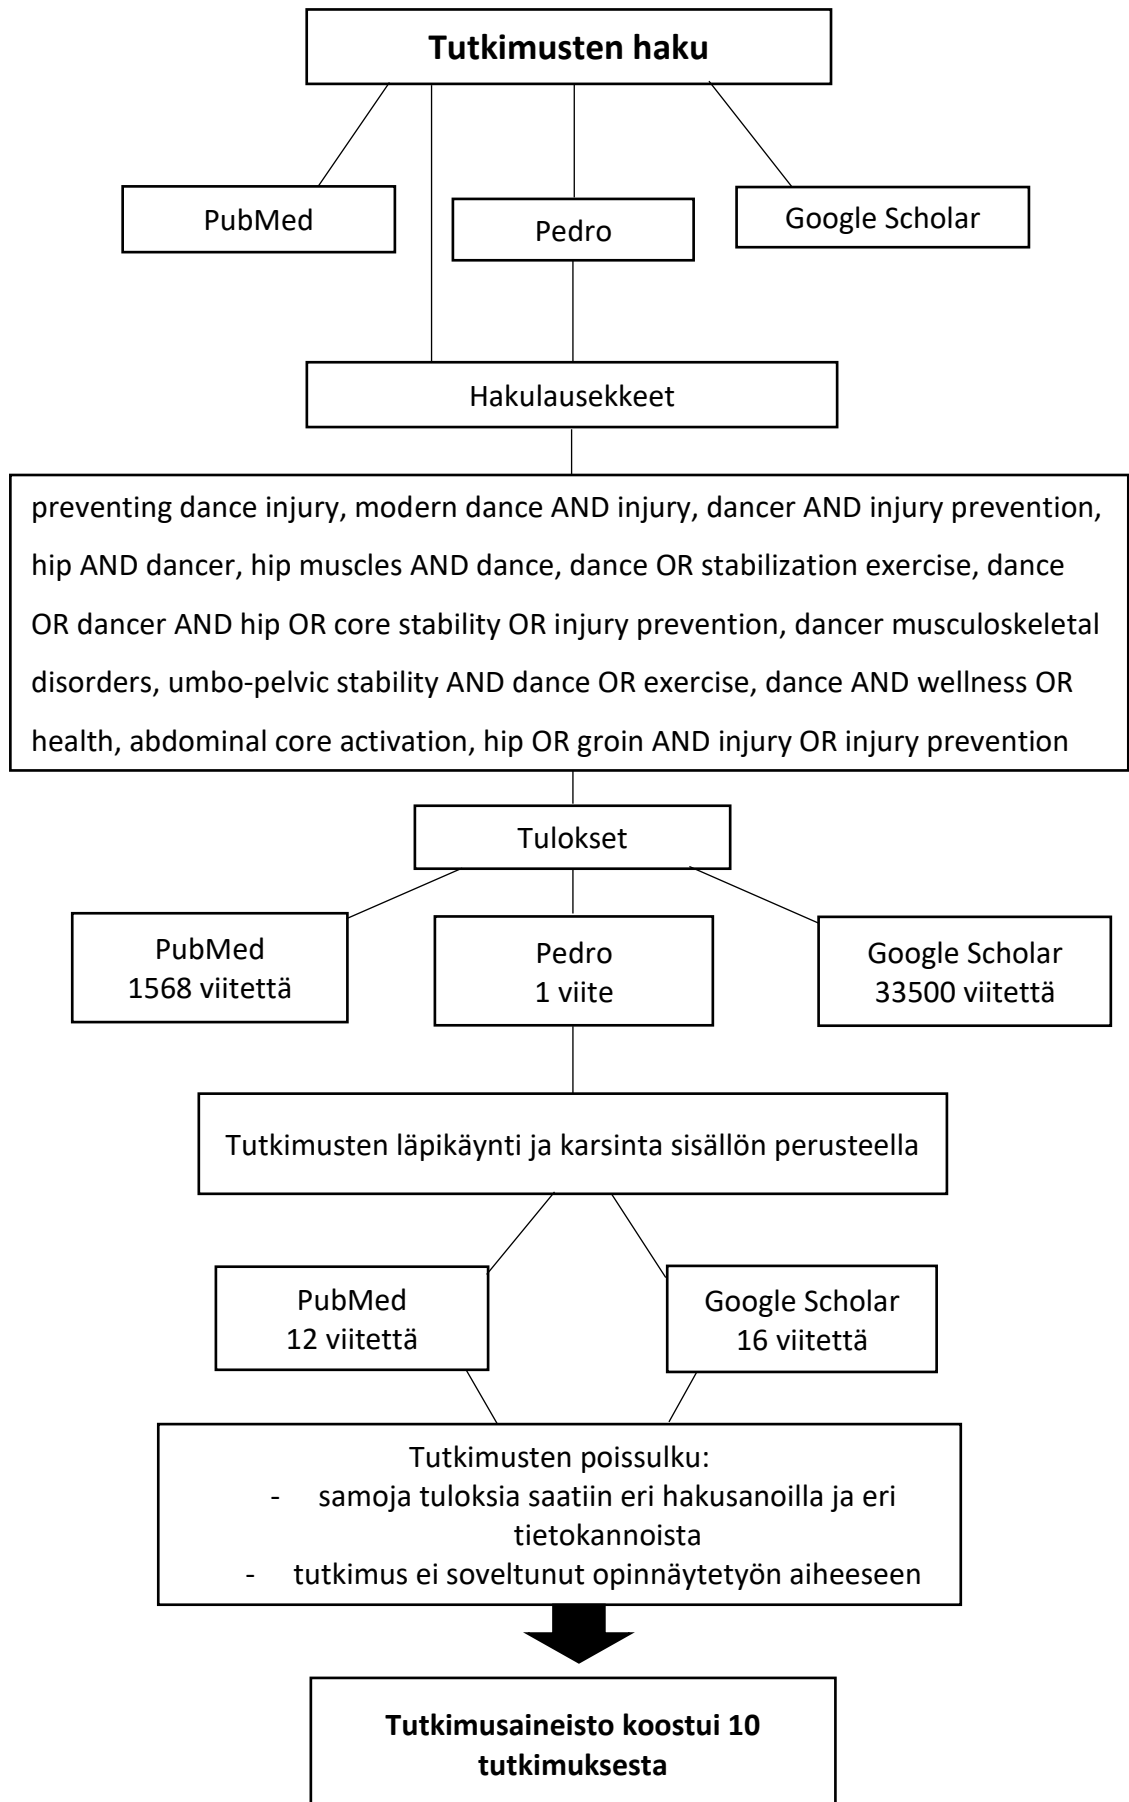 Tutkimusten haku
PubMed
Pedro
Google Scholar
Hakulausekkeet
preventing dance injury, modern dance AND injury, dancer AND injury prevention,
hip AND dancer, hip muscles AND dance, dance OR stabilization exercise, dance
OR dancer AND hip OR core stability OR injury prevention, dancer musculoskeletal
disorders, umbo-pelvic stability AND dance OR exercise, dance AND wellness OR
health, abdominal core activation, hip OR groin AND injury OR injury prevention
Tulokset
PubMed
1568 viitettä
Pedro
1 viite
Google Scholar
33500 viitettä
Tutkimusten läpikäynti ja karsinta sisällön perusteella
PubMed
12 viitettä
Google Scholar
16 viitettä
Tutkimusten poissulku:
- samoja tuloksia saatiin eri hakusanoilla ja eri
tietokannoista
- tutkimus ei soveltunut opinnäytetyön aiheeseen
Tutkimusaineisto koostui 10
tutkimuksesta